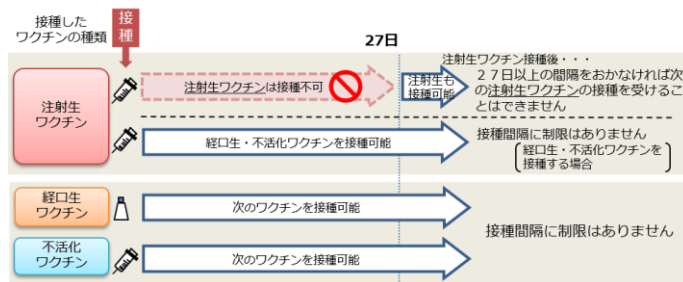 接種した
ワクチンの種類
接種
27日
注射生
ワクチン
注射生ワクチンは接種不可
注射生も
接種可能
注射生ワクチン接種後・・・
２７日以上の間隔をおかなければ次
の注射生ワクチンの接種を受けるこ
とはできません
経口生・不活化ワクチンを接種可能
接種間隔に制限はありません
経口生・不活化ワクチンを
接種する場合
経口生
ワクチン
次のワクチンを接種可能
接種間隔に制限はありません
不活化
ワクチン
次のワクチンを接種可能